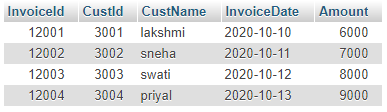 InvoiceId CustId CustName InvoiceDate Amount
12001 3001 lakshmi 2020-10-10 6000
12002 3002 sneha 2020-10-11 7000
12003 3003 swati 2020-10-12 8000
12004 3004 priyal 2020-10-13 9000